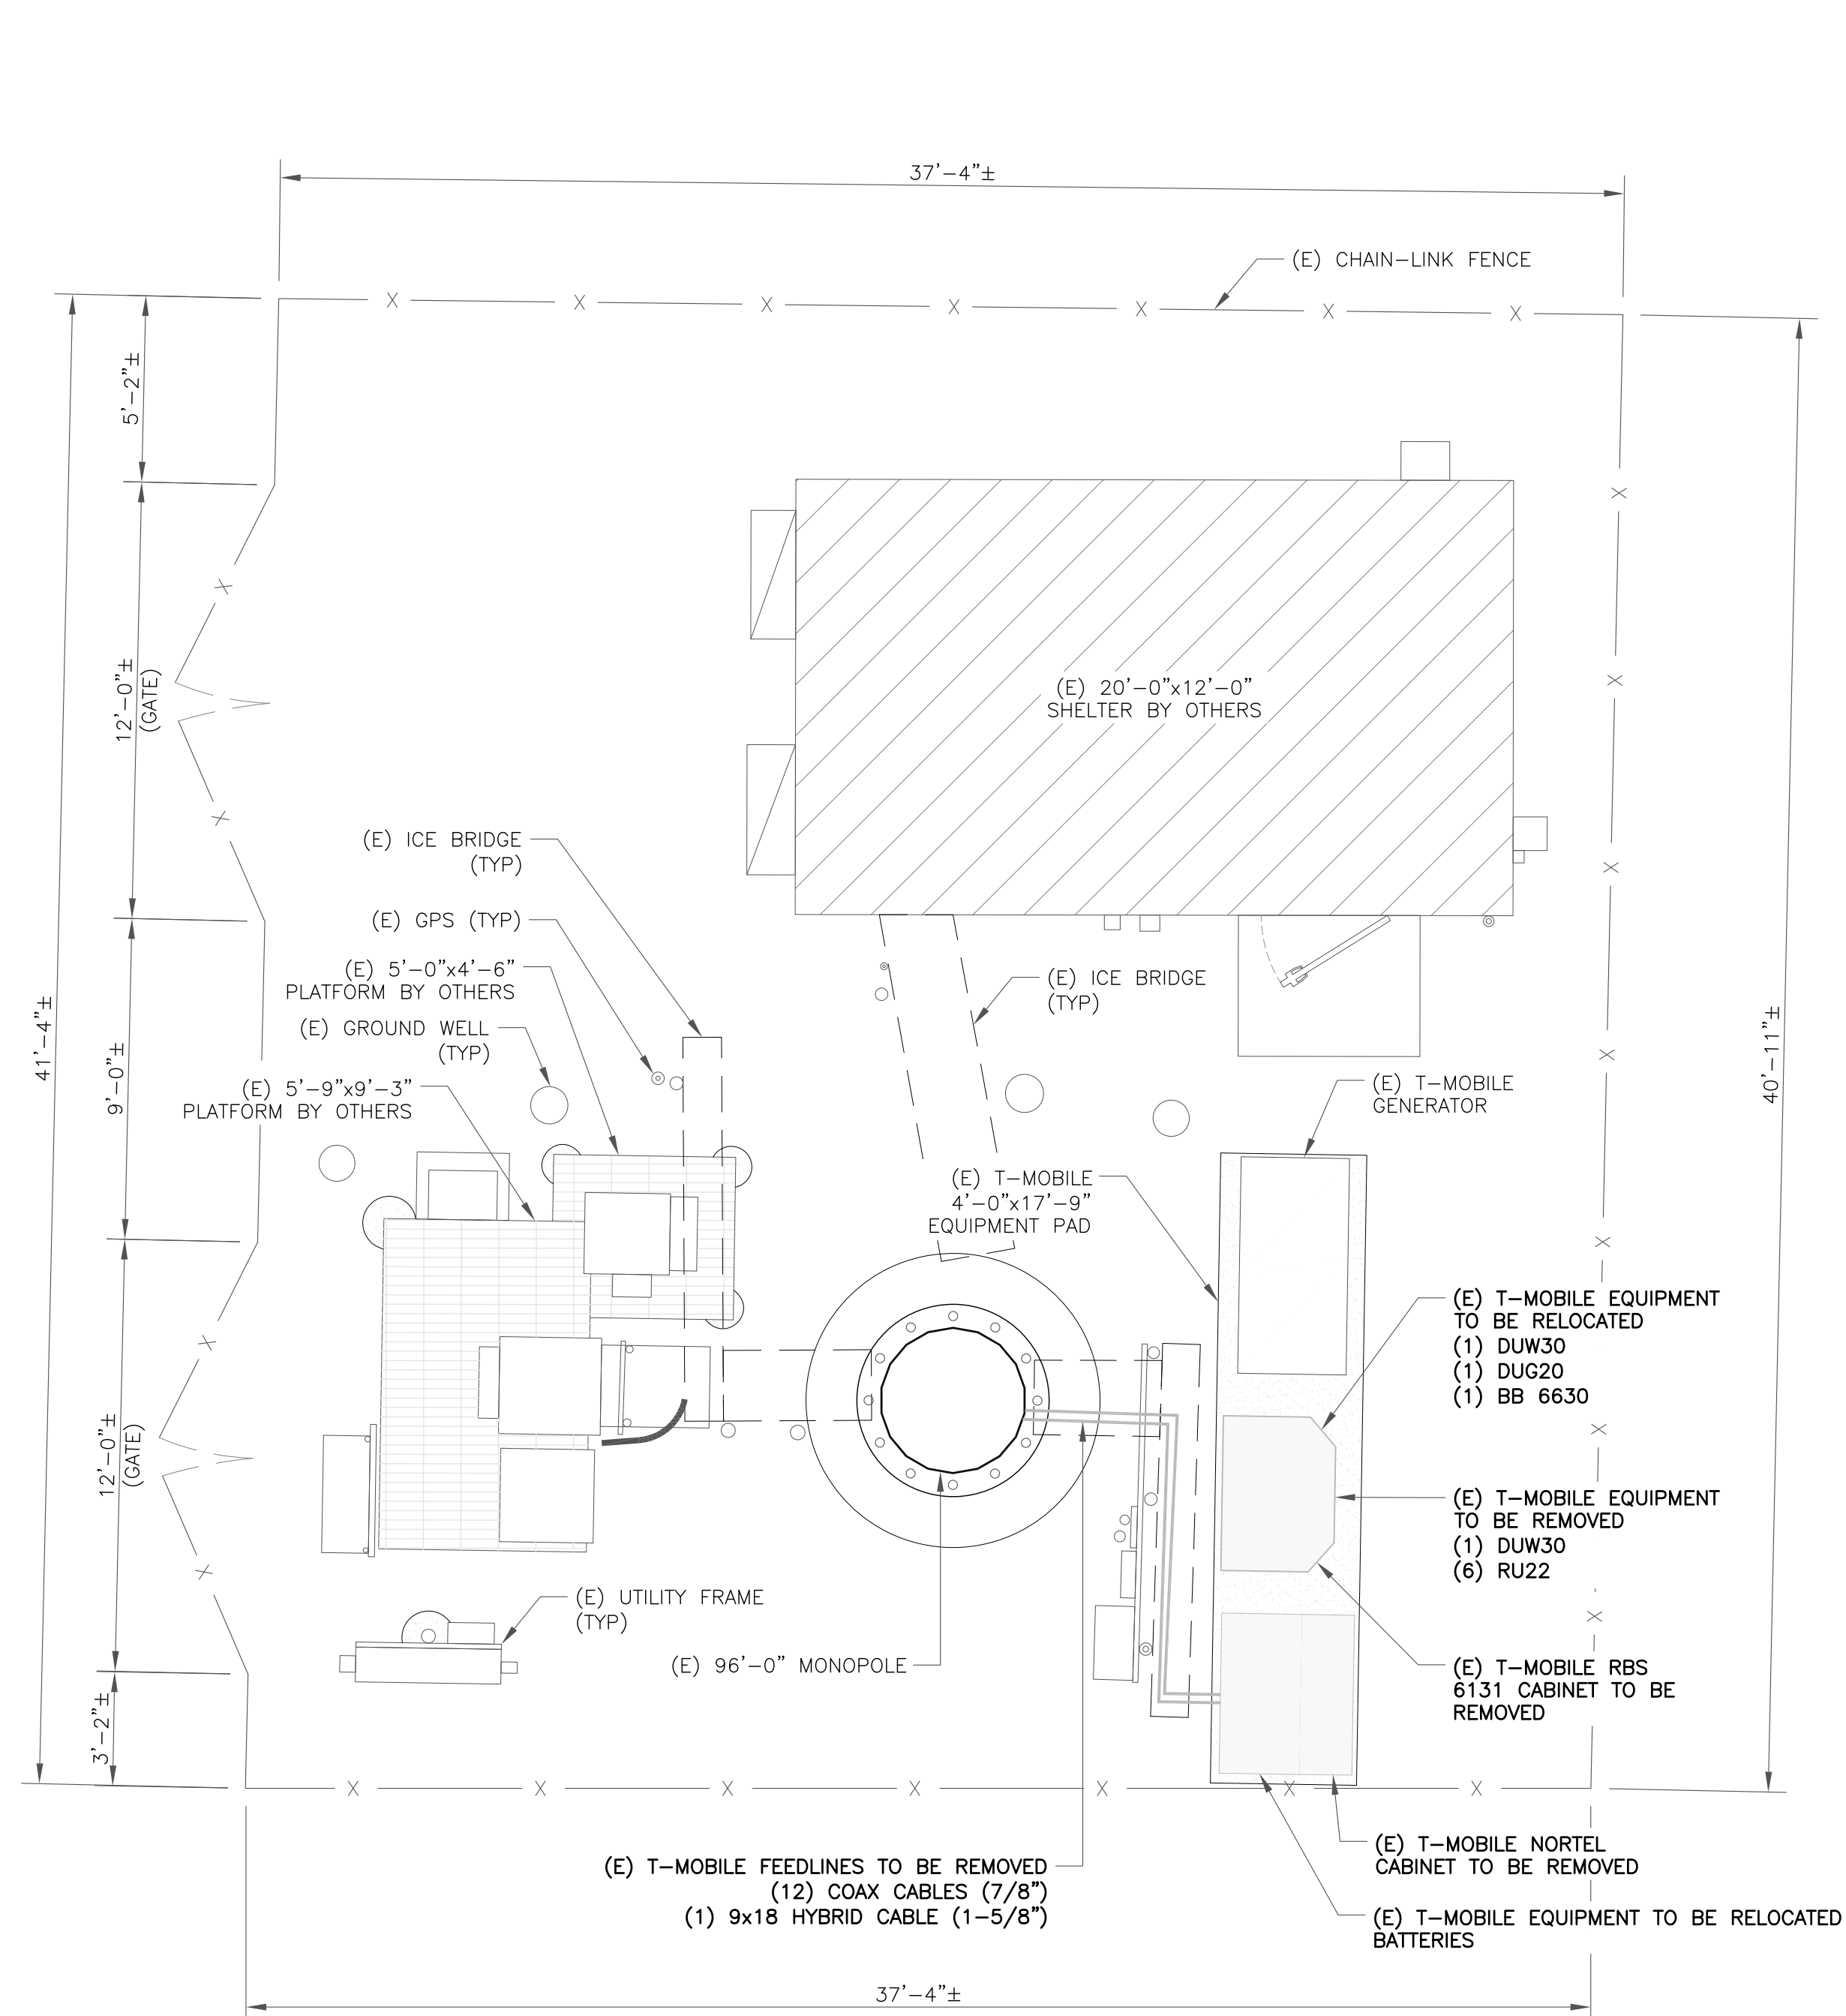 37'-4"±
(E) CHAIN-LINK FENCE
5'-2"±
12'-0"±
(GATE)
(E) 20'-0"x12'-0"
SHELTER BY OTHERS
(E) ICE BRIDGE
(TYP)
(E) GPS (TYP)
(E) 5'-0"x4'-6"
PLATFORM BY OTHERS
(E) GROUND WELL
(TYP)
(E) 5'-9"x9'-3"
PLATFORM BY OTHERS
(E) ICE BRIDGE
(TYP)
41'-4"±
9'-0"±
40'-11"±
(E) T-MOBILE
GENERATOR
(E) T-MOBILE
4'-0"x17'-9"
EQUIPMENT PAD
(E) T-MOBILE EQUIPMENT
TO BE RELOCATED
(1) DUW30
(1) DUG20
(1) BB 6630
12'-0"±
(GATE)
(E) T-MOBILE EQUIPMENT
TO BE REMOVED
(1) DUW30
(6) RU22
(E) UTILITY FRAME
(TYP)
(E) 96'-0" MONOPOLE
(E) T-MOBILE RBS
6131 CABINET TO BE
REMOVED
3'-2"±
(E) T-MOBILE FEEDLINES TO BE REMOVED
(12) COAX CABLES (7/8")
(1) 9x18 HYBRID CABLE (1-5/8")
(E) T-MOBILE NORTEL
CABINET TO BE REMOVED
(E) T-MOBILE EQUIPMENT TO BE RELOCATED
BATTERIES
37'-4"±